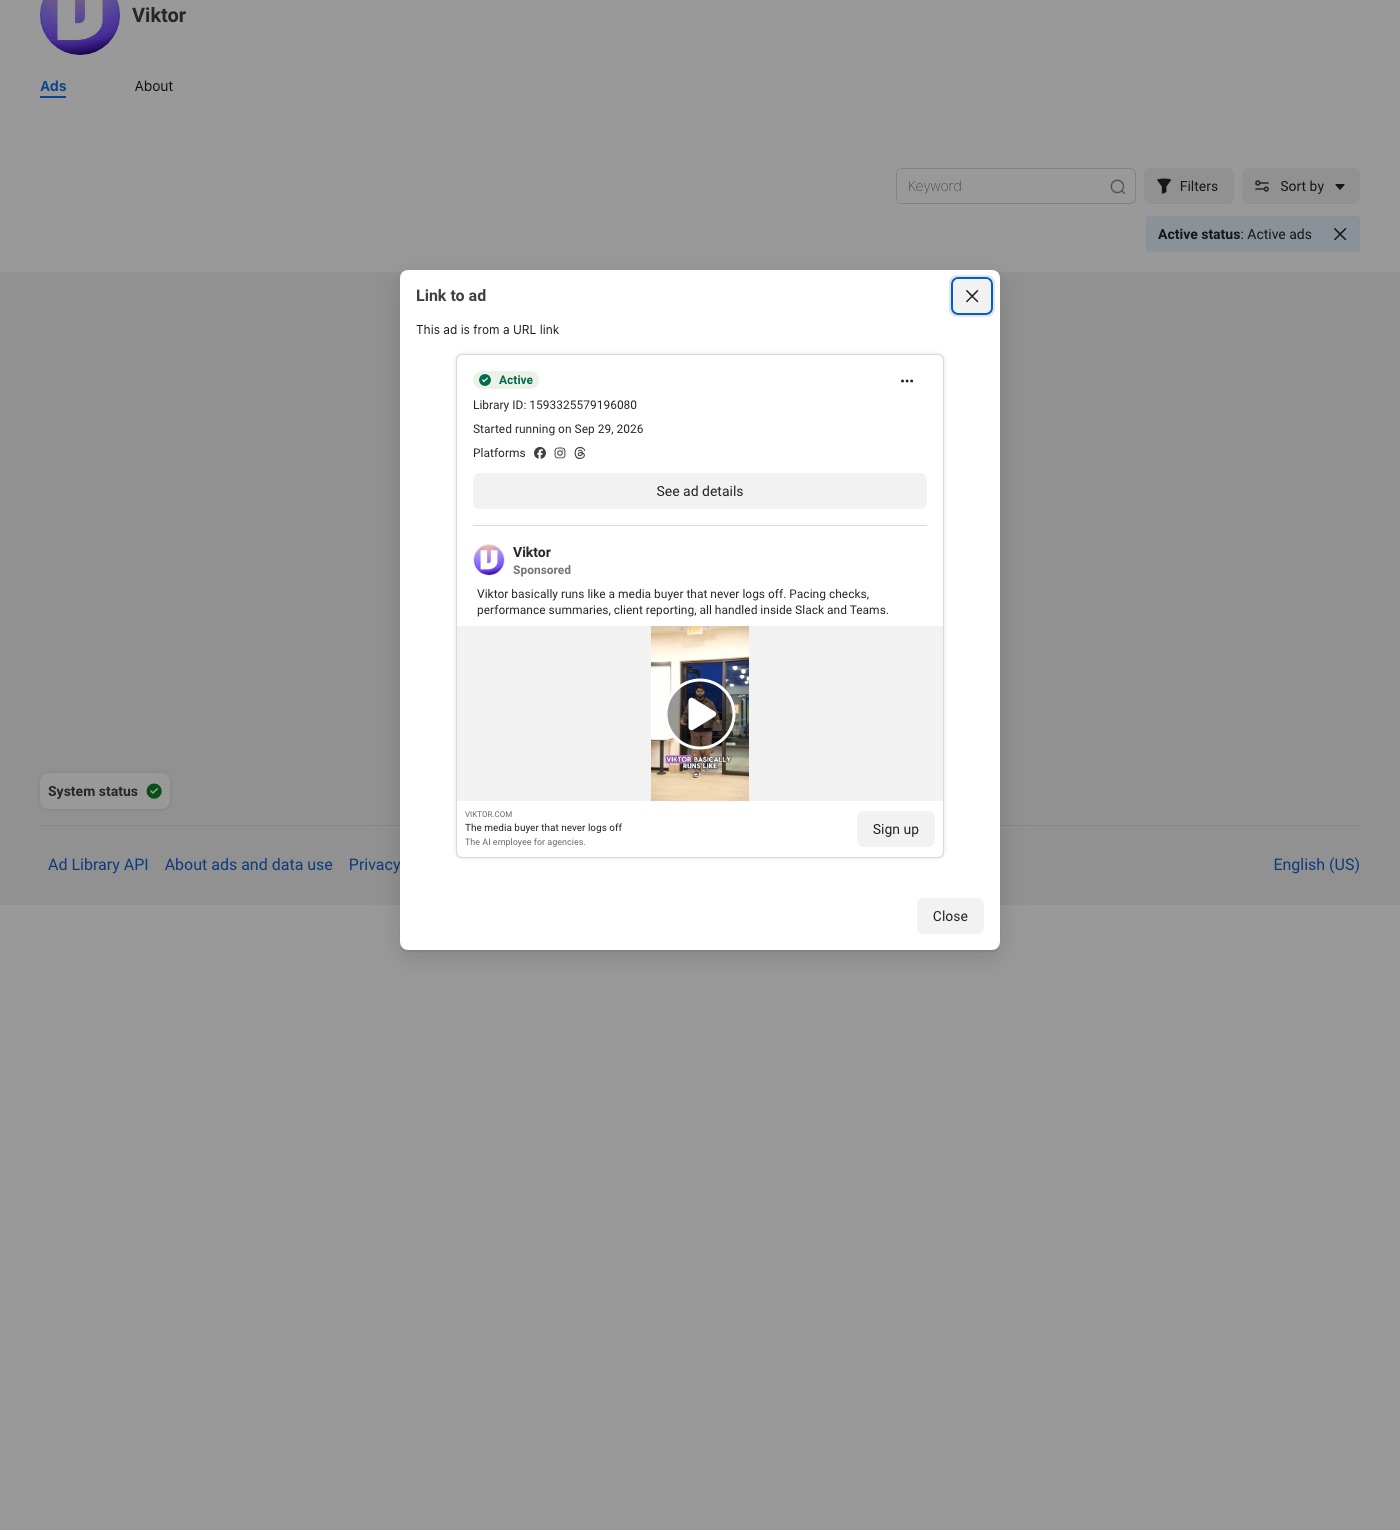 Viktor
Ads
About
Keyword
Filters
Sort by
Active status: Active ads
Link to ad
This ad is from a URL link
Active
Library ID: 1593325579196080
Started running on Sep 29, 2026
Platforms
See ad details
Viktor
Sponsored
Viktor basically runs like a media buyer that never logs off. Pacing checks,
performance summaries, client reporting, all handled inside Slack and Teams.
VIKTOR BASICALLY
RUNS LIKE
VIKTOR.COM
The media buyer that never logs off
The AI employee for agencies.
Sign up
System status
Ad Library API
About ads and data use
Privacy
English (US)
Close